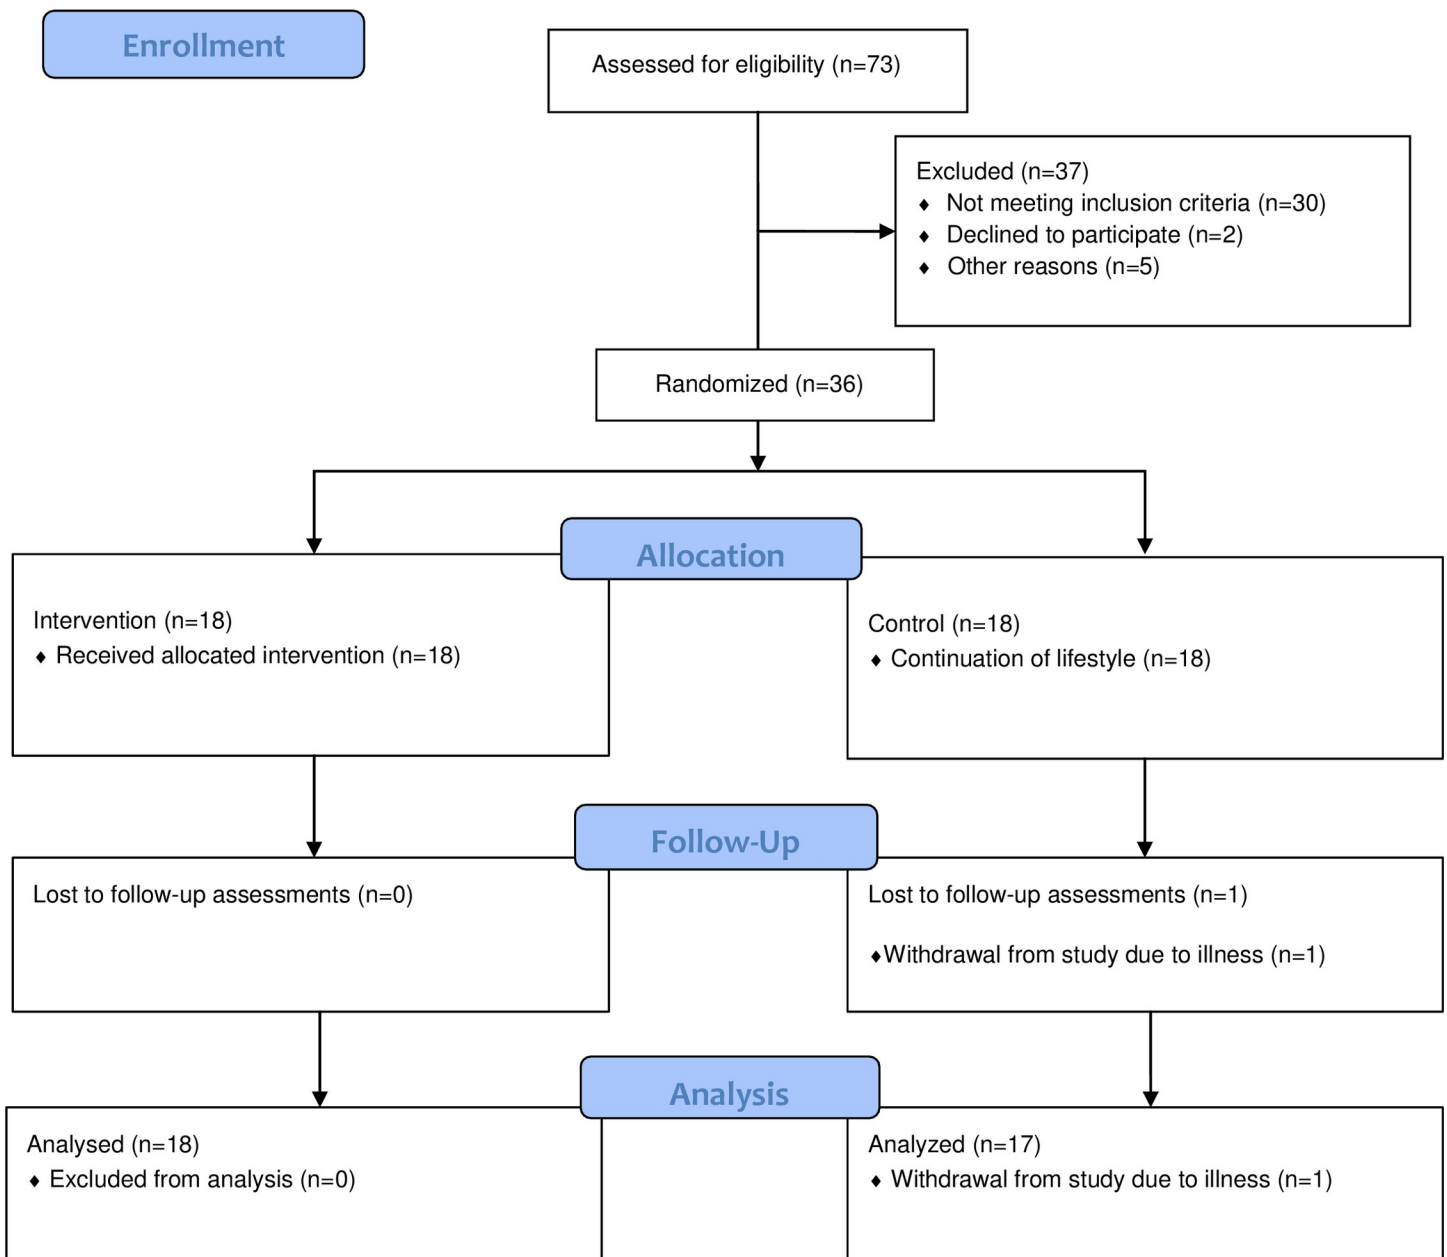 Enrollment
Assessed for eligibility (n=73)
Excluded (n=37)
♦ Not meeting inclusion criteria (n=30)
♦ Declined to participate (n=2)
♦ Other reasons (n=5)
Randomized (n=36)
Allocation
Intervention (n=18)
♦ Received allocated intervention (n=18)
Control (n=18)
♦ Continuation of lifestyle (n=18)
Follow-Up
Lost to follow-up assessments (n=0)
Lost to follow-up assessments (n=1)
♦Withdrawal from study due to illness (n=1)
Analysis
Analysed (n=18)
♦ Excluded from analysis (n=0)
Analyzed (n=17)
♦ Withdrawal from study due to illness (n=1)